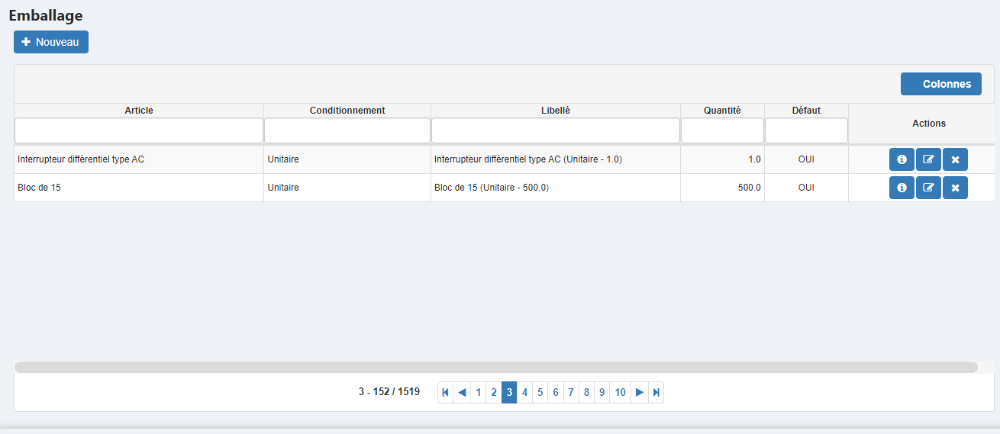 Emballage
Nouveau
Colonnes
Article Conditionnement Libellé Quantité Défaut Actions
Interrupteur différentiel type AC Unitaire Interrupteur différentiel type AC (Unitaire - 1.0) 1.0 OUI
Bloc de 15 Unitaire Bloc de 15 (Unitaire - 500.0) 500.0 OUI
3 - 152 / 1519 1 2 3 4 5 6 7 8 9 10